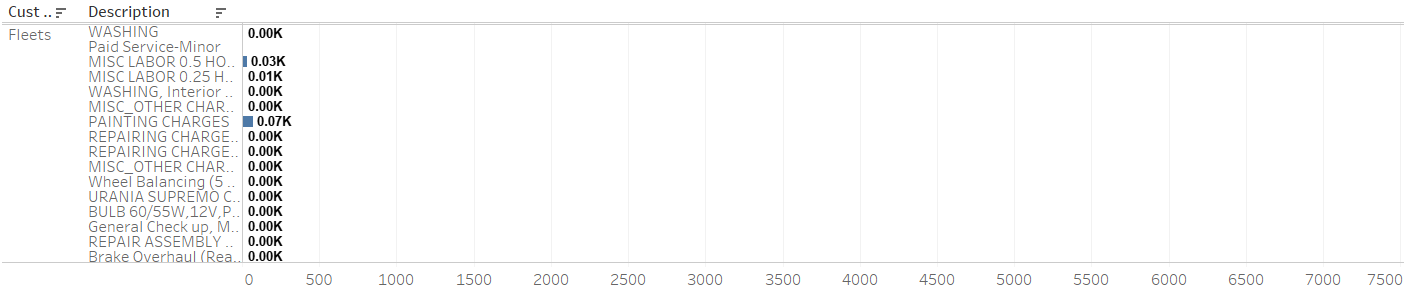 Cust .. Description
Fleets WASHING 0.00K
Paid Service-Minor
MISC LABOR 0.5 HO.. 0.03K
MISC LABOR 0.25 H.. 0.01K
WASHING, Interior .. 0.00K
MISC_OTHER CHAR.. 0.00K
PAINTING CHARGES 0.07K
REPAIRING CHARGE.. 0.00K
REPAIRING CHARGE.. 0.00K
MISC_OTHER CHAR.. 0.00K
Wheel Balancing (5 .. 0.00K
URANIA SUPREMO C.. 0.00K
BULB 60/55W,12V,P.. 0.00K
General Check up, M.. 0.00K
REPAIR ASSEMBLY .. 0.00K
Brake Overhaul (Rea.. 0.00K
0 500 1000 1500 2000 2500 3000 3500 4000 4500 5000 5500 6000 6500 7000 7500